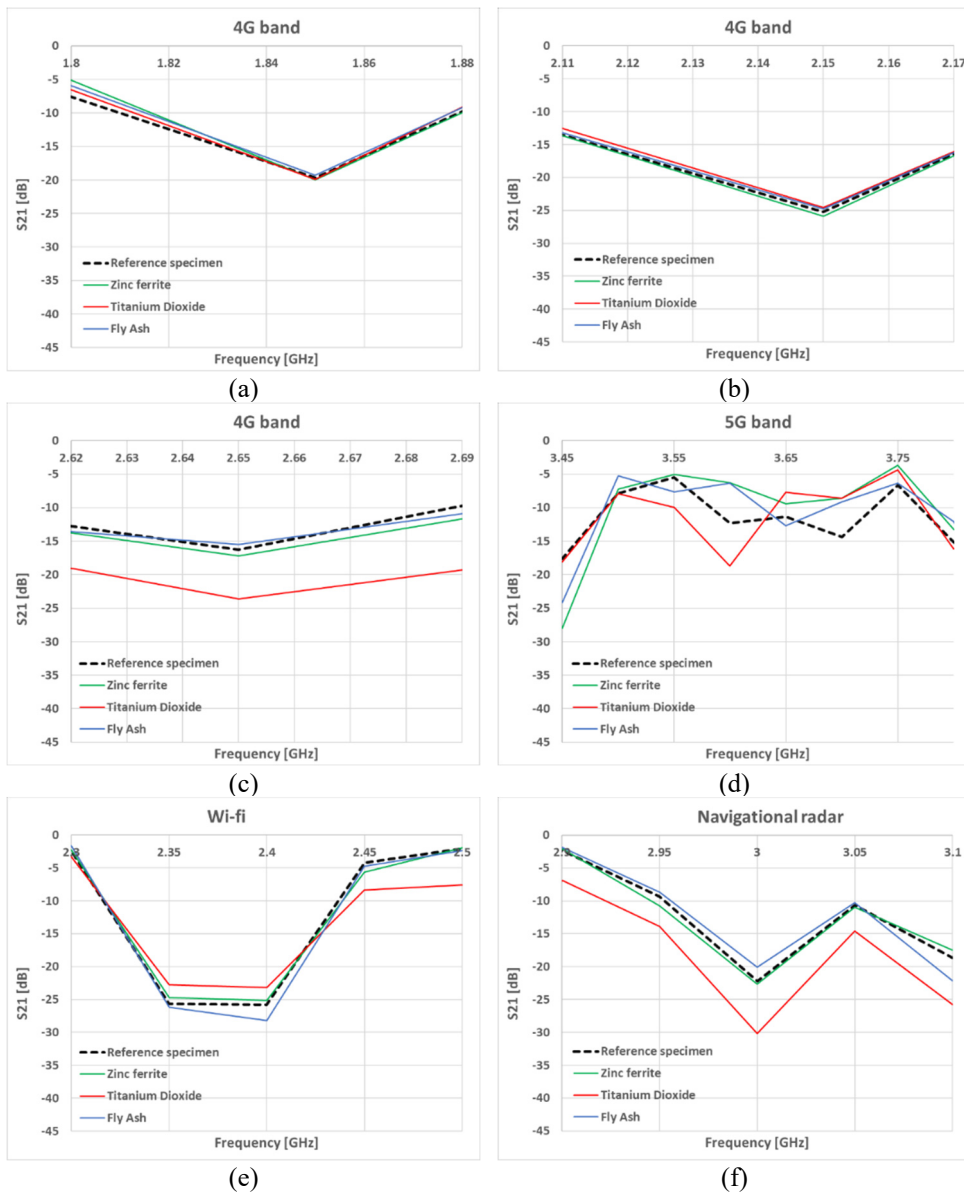 4G band
0
1.8 1.82 1.84 1.86 1.88
-5
-10
-15
-20
-25
-30
-35
-40
-45
S21 [dB]
Reference specimen
Zinc ferrite
Titanium Dioxide
Fly Ash
Frequency [GHz]
(a)
4G band
0
2.11 2.12 2.13 2.14 2.15 2.16 2.17
-5
-10
-15
-20
-25
-30
-35
-40
-45
S21 [dB]
Reference specimen
Zinc ferrite
Titanium Dioxide
Fly Ash
Frequency [GHz]
(b)
4G band
0
2.62 2.63 2.64 2.65 2.66 2.67 2.68 2.69
-5
-10
-15
-20
-25
-30
-35
-40
-45
S21 [dB]
Reference specimen
Zinc ferrite
Titanium Dioxide
Fly Ash
Frequency [GHz]
(c)
5G band
0
3.45 3.55 3.65 3.75
-5
-10
-15
-20
-25
-30
-35
-40
-45
S21 [dB]
Reference specimen
Zinc ferrite
Titanium Dioxide
Fly Ash
Frequency [GHz]
(d)
Wi-fi
0
2.3 2.35 2.4 2.45 2.5
-5
-10
-15
-20
-25
-30
-35
-40
-45
S21 [dB]
Reference specimen
Zinc ferrite
Titanium Dioxide
Fly Ash
Frequency [GHz]
(e)
Navigational radar
0
2.9 2.95 3 3.05 3.1
-5
-10
-15
-20
-25
-30
-35
-40
-45
S21 [dB]
Reference specimen
Zinc ferrite
Titanium Dioxide
Fly Ash
Frequency [GHz]
(f)